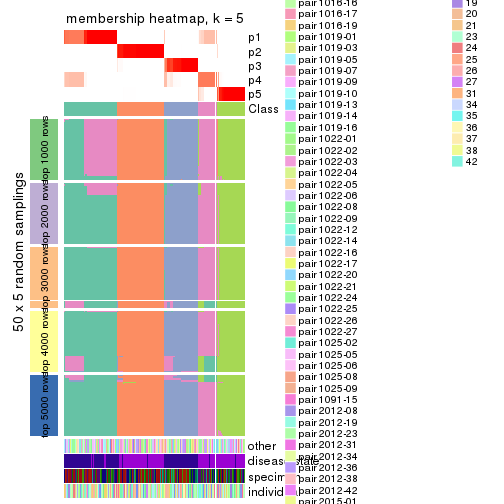 membership heatmap, k = 5
p1
p2
p3
p4
p5
Class
50 x 5 random samplings
top 1000 rows
top 2000 rows
top 3000 rows
top 4000 rows
top 5000 rows
other
disease.state
specimen
individual
pair1016-16
pair1016-17
pair1016-19
pair1019-01
pair1019-03
pair1019-05
pair1019-07
pair1019-09
pair1019-10
pair1019-13
pair1019-14
pair1019-16
pair1022-01
pair1022-02
pair1022-03
pair1022-04
pair1022-05
pair1022-06
pair1022-08
pair1022-09
pair1022-12
pair1022-14
pair1022-16
pair1022-17
pair1022-20
pair1022-21
pair1022-24
pair1022-25
pair1022-26
pair1022-27
pair1025-02
pair1025-05
pair1025-06
pair1025-08
pair1025-09
pair1091-15
pair2012-08
pair2012-19
pair2012-23
pair2012-31
pair2012-34
pair2012-36
pair2012-38
pair2012-42
pair2015-01
19
20
21
23
24
25
26
27
31
34
35
36
37
38
42